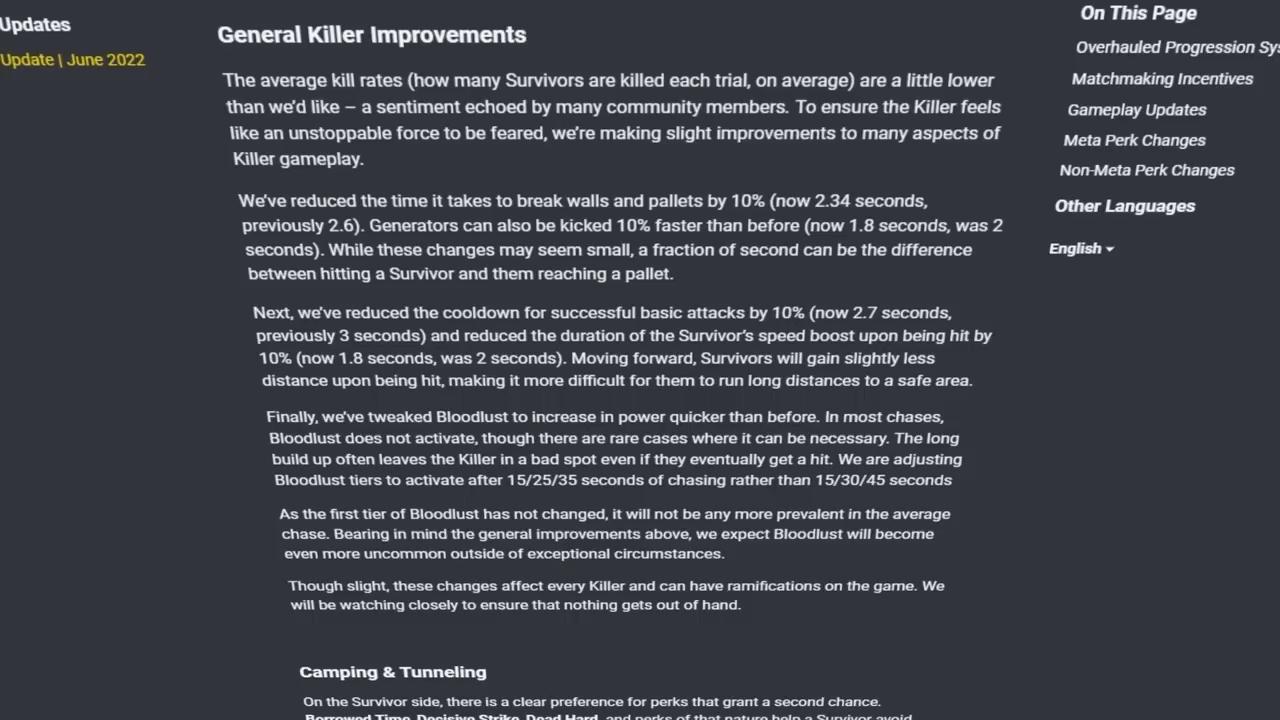 Updates
Update | June 2022
General Killer Improvements
The average kill rates (how many Survivors are killed each trial, on average) are a little lower
than we'd like – a sentiment echoed by many community members. To ensure the Killer feels
like an unstoppable force to be feared, we're making slight improvements to many aspects of
Killer gameplay.
We've reduced the time it takes to break walls and pallets by 10% (now 2.34 seconds,
previously 2.6). Generators can also be kicked 10% faster than before (now 1.8 seconds, was 2
seconds). While these changes may seem small, a fraction of second can be the difference
between hitting a Survivor and them reaching a pallet.
Next, we've reduced the cooldown for successful basic attacks by 10% (now 2.7 seconds,
previously 3 seconds) and reduced the duration of the Survivor's speed boost upon being hit by
10% (now 1.8 seconds, was 2 seconds). Moving forward, Survivors will gain slightly less
distance upon being hit, making it more difficult for them to run long distances to a safe area.
Finally, we've tweaked Bloodlust to increase in power quicker than before. In most chases,
Bloodlust does not activate, though there are rare cases where it can be necessary. The long
build up often leaves the Killer in a bad spot even if they eventually get a hit. We are adjusting
Bloodlust tiers to activate after 15/25/35 seconds of chasing rather than 15/30/45 seconds
As the first tier of Bloodlust has not changed, it will not be any more prevalent in the average
chase. Bearing in mind the general improvements above, we expect Bloodlust will become
even more uncommon outside of exceptional circumstances.
Though slight, these changes affect every Killer and can have ramifications on the game. We
will be watching closely to ensure that nothing gets out of hand.
Camping & Tunneling
On the Survivor side, there is a clear preference for perks that grant a second chance.
Borrowed Time, Decisive Strike, Dead Hard, and perks of that nature help a Survivor avoid
On This Page
Overhauled Progression Sys
Matchmaking Incentives
Gameplay Updates
Meta Perk Changes
Non-Meta Perk Changes
Other Languages
English